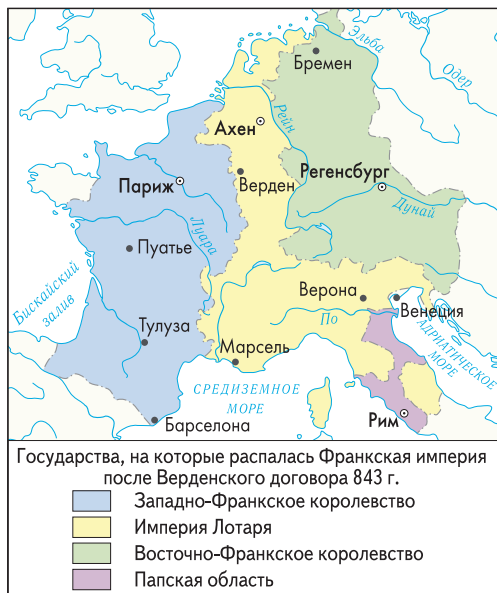 Бремен
Эльба
Одер
Ахен
Рейн
Верден
Регенсбург
Париж
Дунай
Луара
Пуатье
Бискайский
залив
Верона
Венеция
По
Тулуза
Марсель
АДРИАТИЧЕСКОЕ
МОРЕ
СРЕДИЗЕМНОЕ
МОРЕ
Рим
Барселона
Государства, на которые распалась Франкская империя
после Верденского договора 843 г.
Западно-Франкское королевство
Империя Лотаря
Восточно-Франкское королевство
Папская область